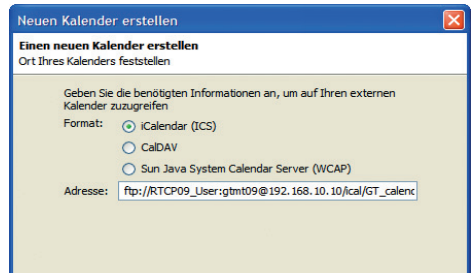 Neuen Kalender erstellen
Einen neuen Kalender erstellen
Ort Ihres Kalenders feststellen
Geben Sie die benötigten Informationen an, um auf Ihren externen
Kalender zuzugreifen
Format: iCalendar (ICS)
CalDAV
Sun Java System Calendar Server (WCAP)
Adresse: ftp://RTCP09_User:gtmt09@192.168.10.10/ical/GT_calenc